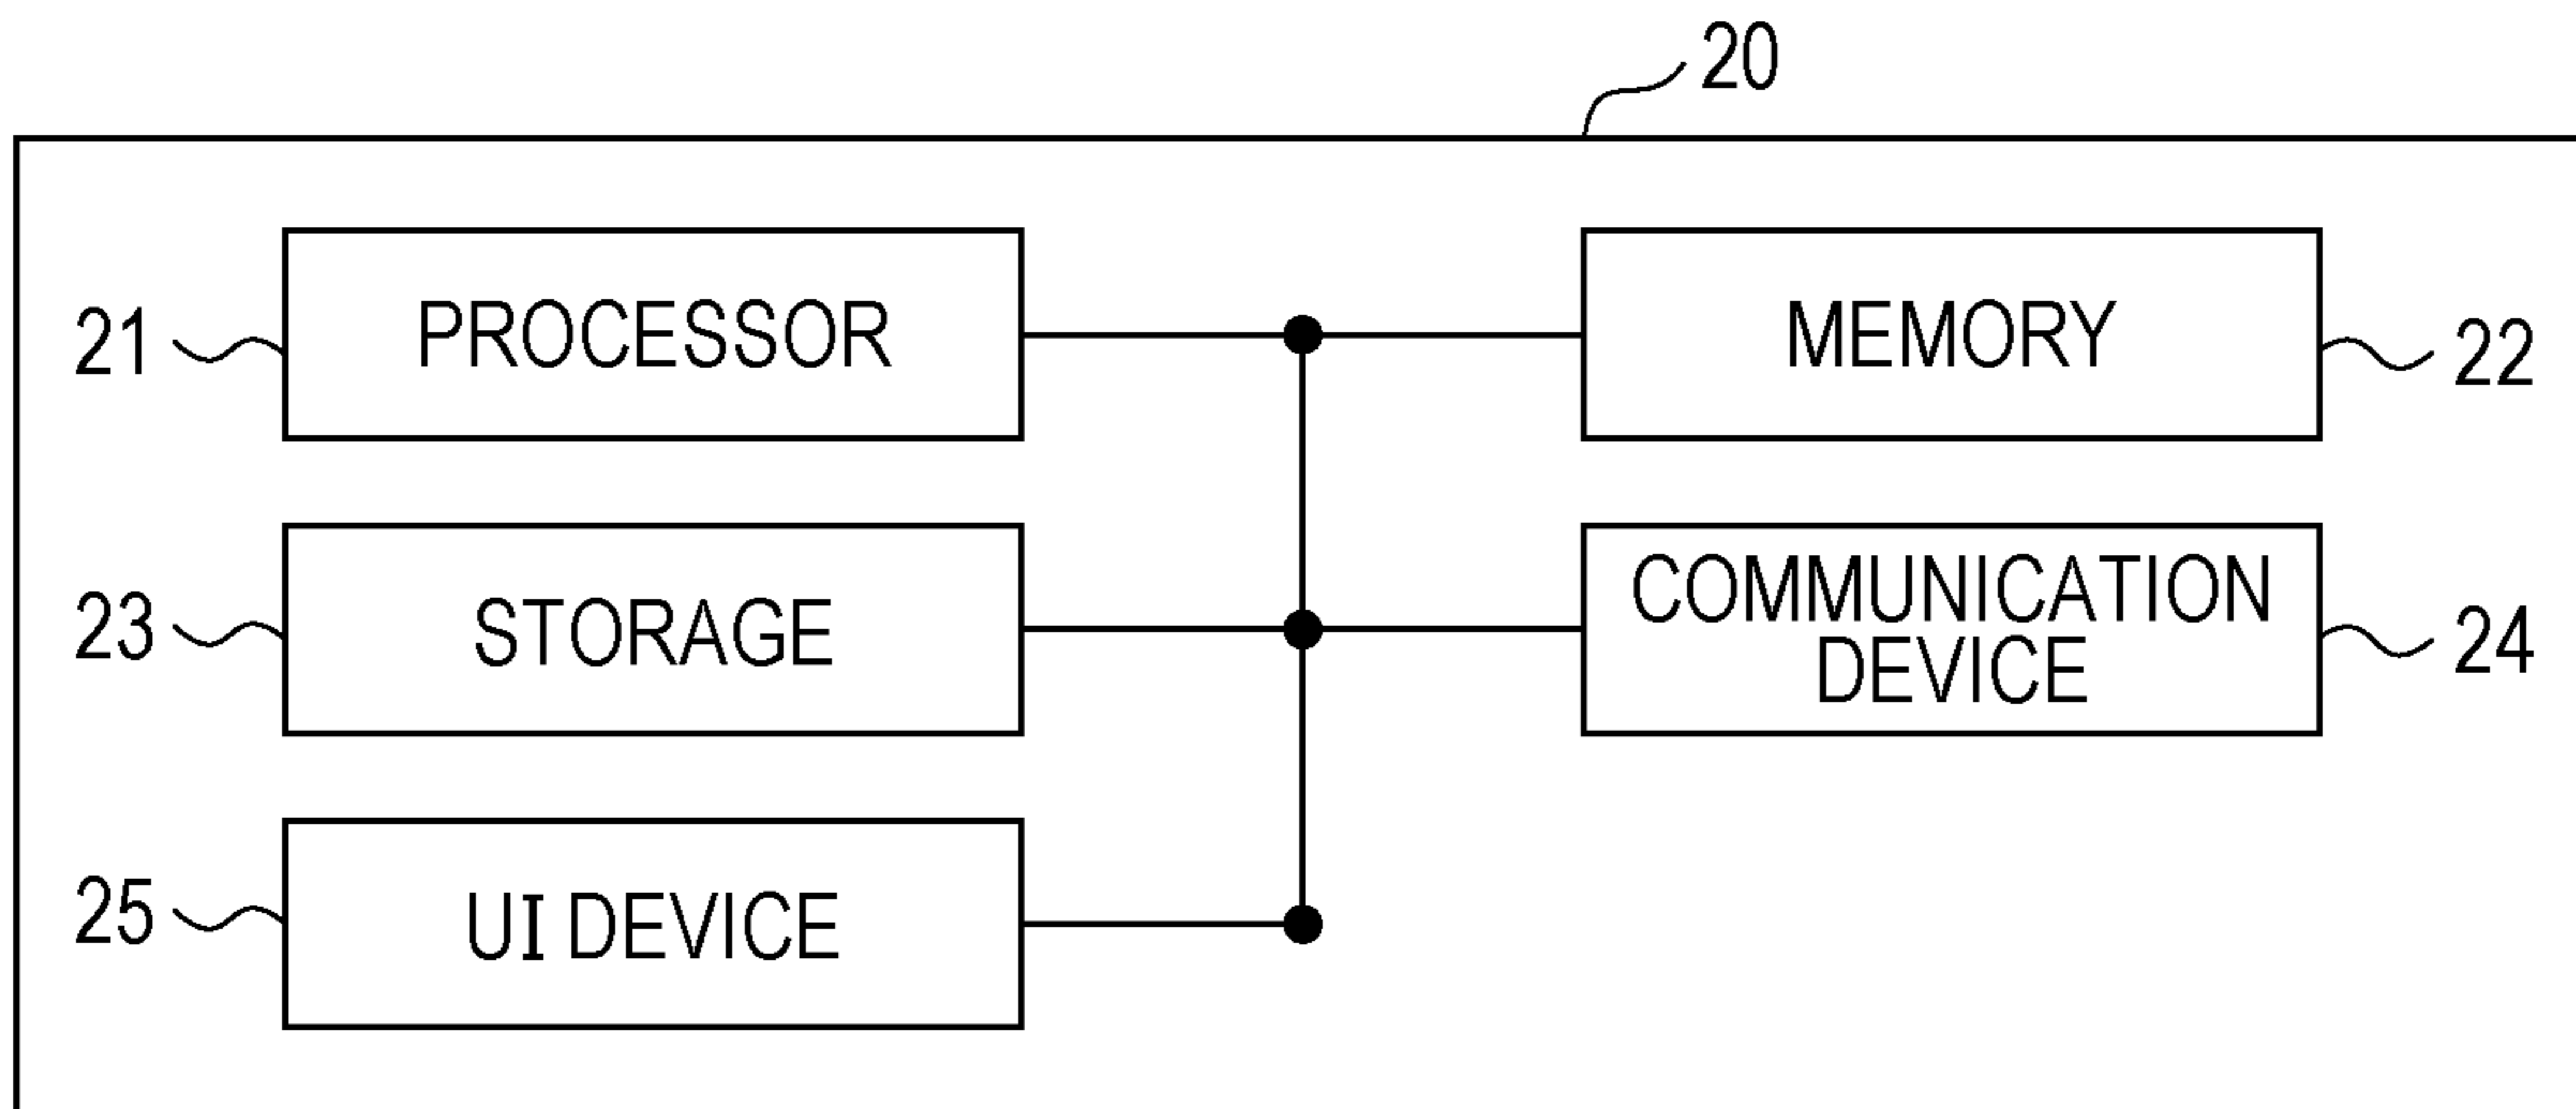 20
21
PROCESSOR
MEMORY
22
23
STORAGE
COMMUNICATION
DEVICE
24
25
UI DEVICE